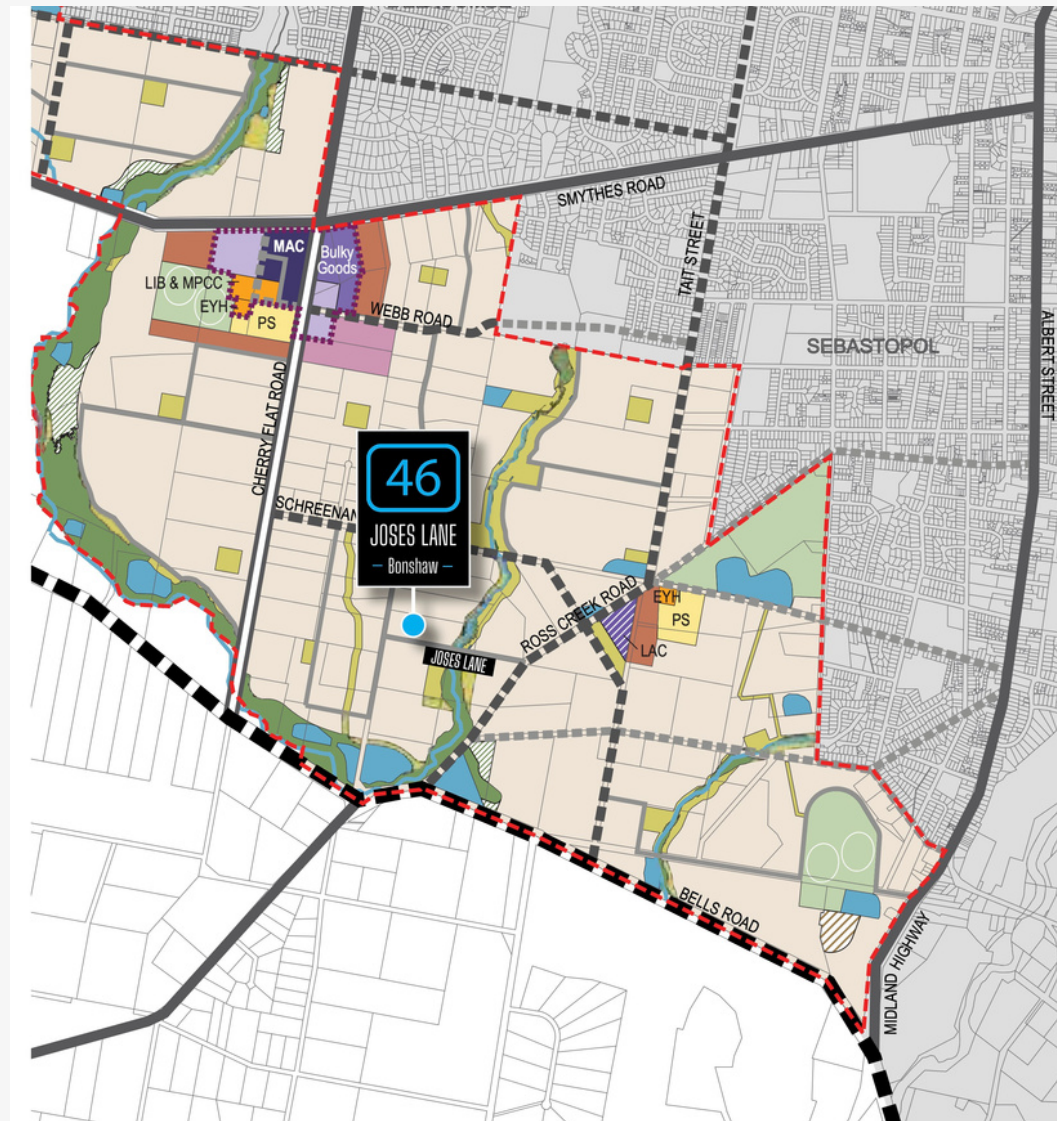 SMYTHES ROAD
MAC
Bulky
Goods
LIB & MPCC
EYH
PS
WEBB ROAD
TAIT STREET
ALBERT STREET
SEBASTOPOL
CHERRY FLAT ROAD
46
JOSES LANE
– Bonshaw –
SCHREENAN
ROSS CREEK ROAD
EYH
PS
LAC
JOSES LANE
BELLS ROAD
MIDLAND HIGHWAY